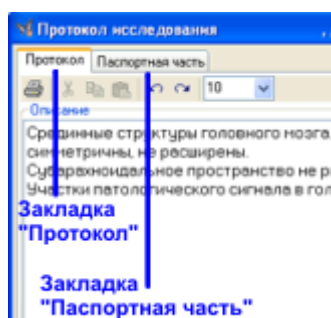 Протокол исследования
Протокол Паспортная часть
10
Описание
Срединные структуры головного мозга
симметричны, не расширены.
Субарахноидальное пространство не
Участки патологического сигнала в
Закладка
"Протокол"
Закладка
"Паспортная часть"